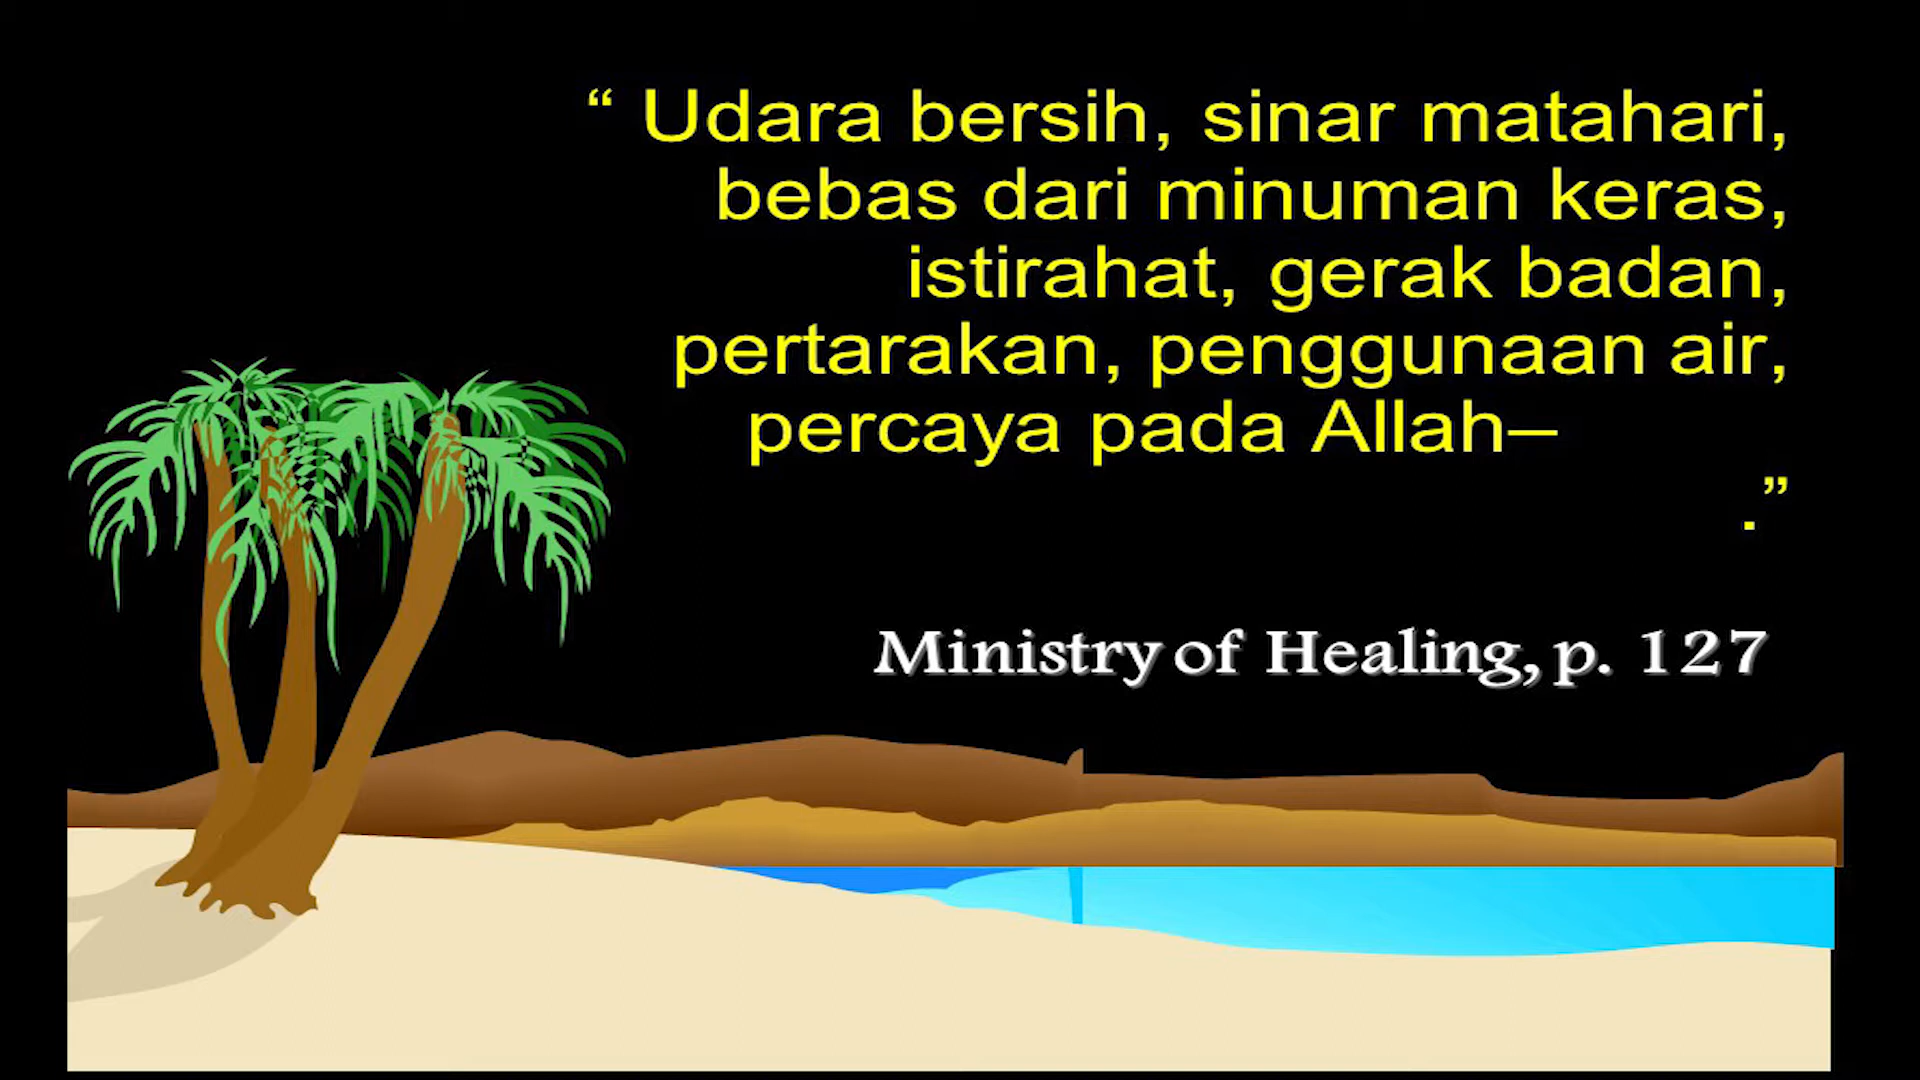 “ Udara bersih, sinar matahari,
bebas dari minuman keras,
istirahat, gerak badan,
pertarakan, penggunaan air,
percaya pada Allah—
.”
Ministry of Healing, p. 127